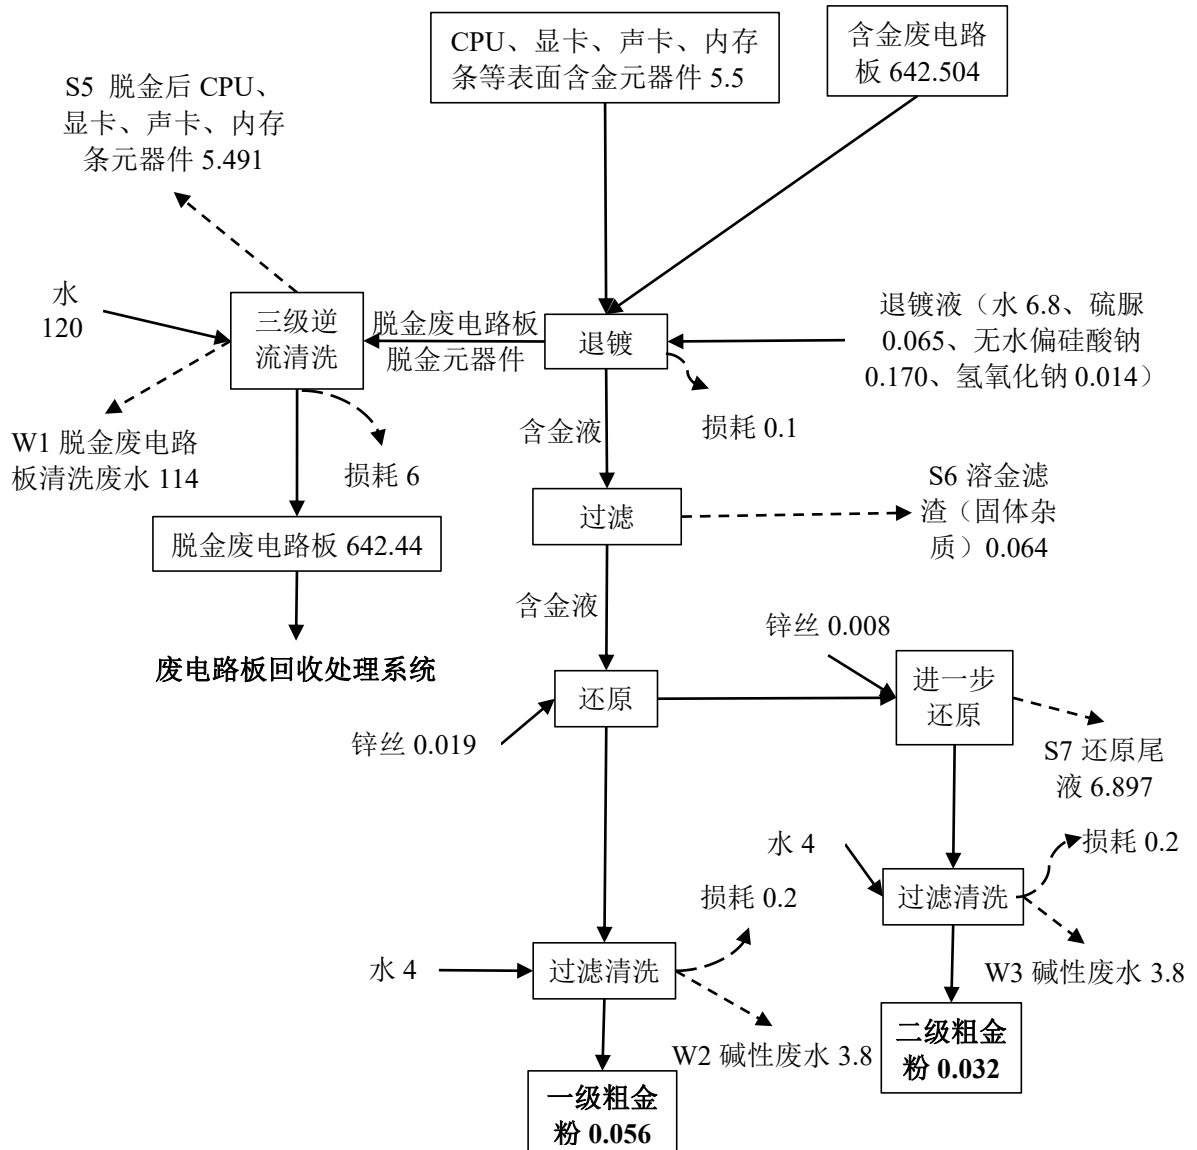 CPU、显卡、声卡、内存
条等表面含金元器件 5.5
含金废电路
板 642.504
S5 脱金后 CPU、
显卡、声卡、内存
条元器件 5.491
水
120
三级逆
流清洗
脱金废电路板
脱金元器件
退镀
退镀液（水 6.8、硫脲
0.065、无水偏硅酸钠
0.170、氢氧化钠 0.014）
W1 脱金废电路
板清洗废水 114
损耗 6
含金液
损耗 0.1
过滤
S6 溶金滤
渣（固体杂
质）0.064
脱金废电路板 642.44
含金液
废电路板回收处理系统
锌丝 0.008
还原
进一步
还原
锌丝 0.019
S7 还原尾
液 6.897
水 4
损耗 0.2
过滤清洗
损耗 0.2
水 4
过滤清洗
W3 碱性废水 3.8
W2 碱性废水 3.8
二级粗金
粉 0.032
一级粗金
粉 0.056